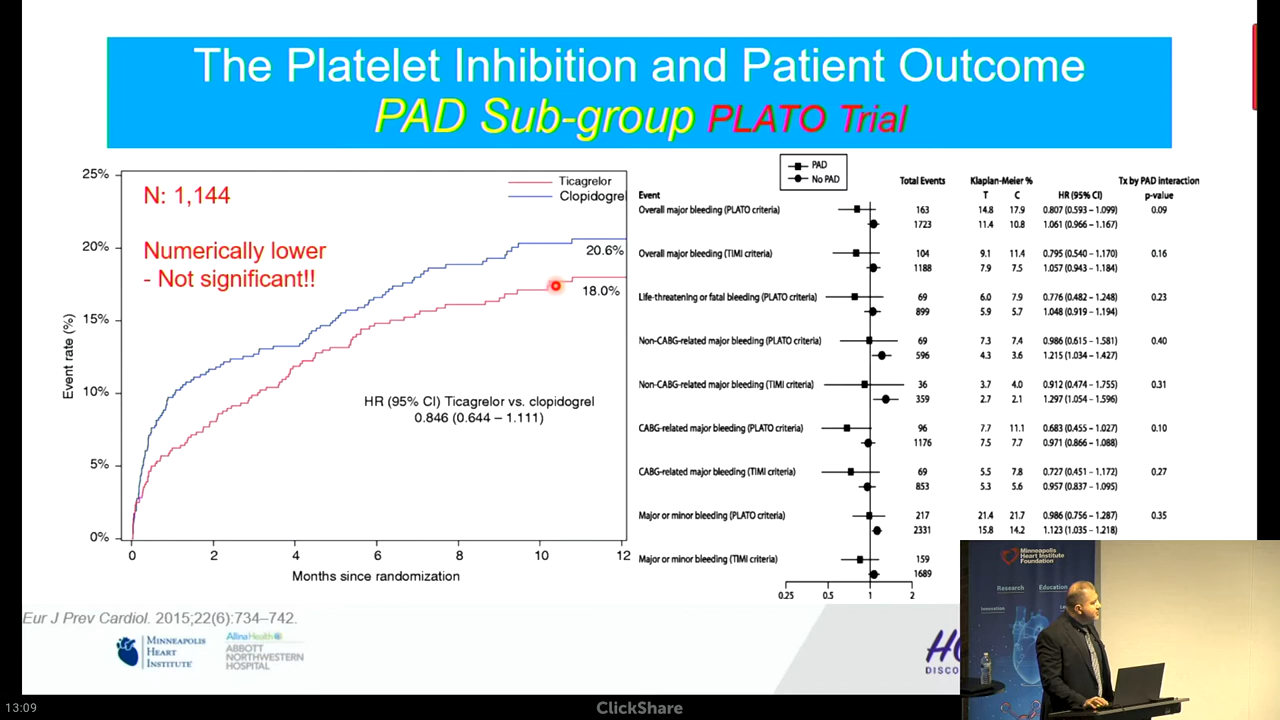 The Platelet Inhibition and Patient Outcome
PAD Sub-group PLATO Trial
25%
20%
15%
10%
5%
0%
Event rate (%)
N: 1,144
Numerically lower
- Not significant!!
Ticagrelor
Clopidogrel
20.6%
18.0%
HR (95% CI) Ticagrelor vs. clopidogrel
0.846 (0.644 – 1.111)
0 2 4 6 8 10 12
Months since randomization
PAD
No PAD
Total Events Klaplan-Meier % Tx by PAD interaction
Event T C HR (95% CI) p-value
Overall major bleeding (PLATO criteria) 163 14.8 17.9 0.807 (0.593 – 1.099) 0.09
1723 11.4 10.8 1.061 (0.966 – 1.167)
Overall major bleeding (TIMI criteria) 104 9.1 11.4 0.795 (0.540 – 1.170) 0.16
1188 7.9 7.5 1.057 (0.943 – 1.184)
Life-threatening or fatal bleeding (PLATO criteria) 69 6.0 7.9 0.776 (0.482 – 1.248) 0.23
899 5.9 5.7 1.048 (0.919 – 1.194)
Non-CABG-related major bleeding (PLATO criteria) 69 7.3 7.4 0.986 (0.615 – 1.581) 0.40
596 4.3 3.6 1.215 (1.034 – 1.427)
Non-CABG-related major bleeding (TIMI criteria) 36 3.7 4.0 0.912 (0.474 – 1.755) 0.31
359 2.7 2.1 1.297 (1.054 – 1.596)
CABG-related major bleeding (PLATO criteria) 96 7.7 11.1 0.683 (0.455 – 1.027) 0.10
1176 7.5 7.7 0.971 (0.866 – 1.088)
CABG-related major bleeding (TIMI criteria) 69 5.5 7.8 0.727 (0.451 – 1.172) 0.27
853 5.3 5.6 0.957 (0.837 – 1.095)
Major or minor bleeding (PLATO criteria) 217 21.4 21.7 0.986 (0.756 – 1.287) 0.35
2331 15.8 14.2 1.123 (1.035 – 1.218)
Major or minor bleeding (TIMI criteria) 159
1689
0.25 0.5 1 2
Eur J Prev Cardiol. 2015;22(6):734–742.
MINNEAPOLIS
HEART
INSTITUTE
AllinaHealth
ABBOTT
NORTHWESTERN
HOSPITAL
DISCO
Minneapolis
Heart Institute
Foundation
Research Education
Innovation
13:09
ClickShare